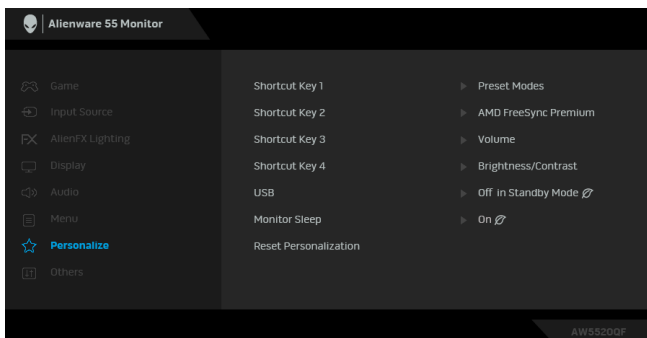 Alienware 55 Monitor
Game
Input Source
AlienFX Lighting
Display
Audio
Menu
Personalize
Others
Shortcut Key 1 Preset Modes
Shortcut Key 2 AMD FreeSync Premium
Shortcut Key 3 Volume
Shortcut Key 4 Brightness/Contrast
USB Off in Standby Mode
Monitor Sleep On
Reset Personalization
AW5520QF